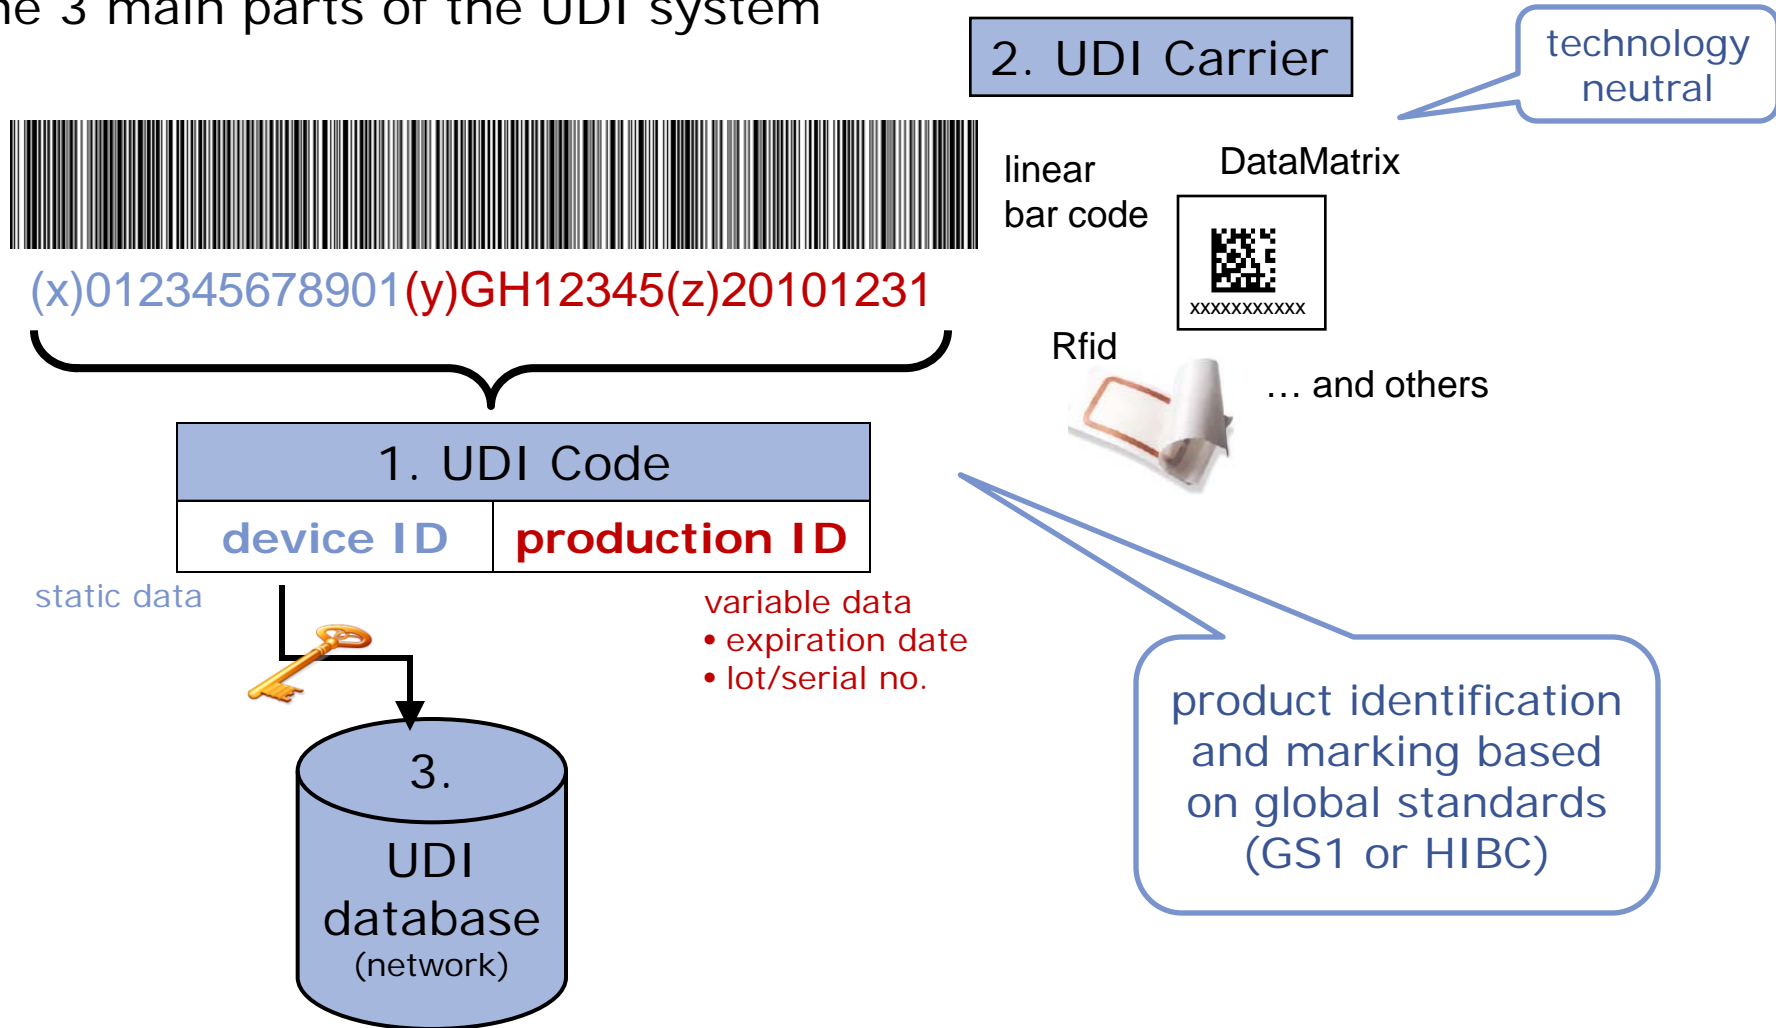 he 3 main parts of the UDI system
2. UDI Carrier
technology
neutral
linear
bar code
DataMatrix
xxxxxxxxxxx
(x)012345678901(y)GH12345(z)20101231
Rfid
… and others
1. UDI Code
device ID
production ID
static data
variable data
• expiration date
• lot/serial no.
3.
UDI
database
(network)
product identification
and marking based
on global standards
(GS1 or HIBC)